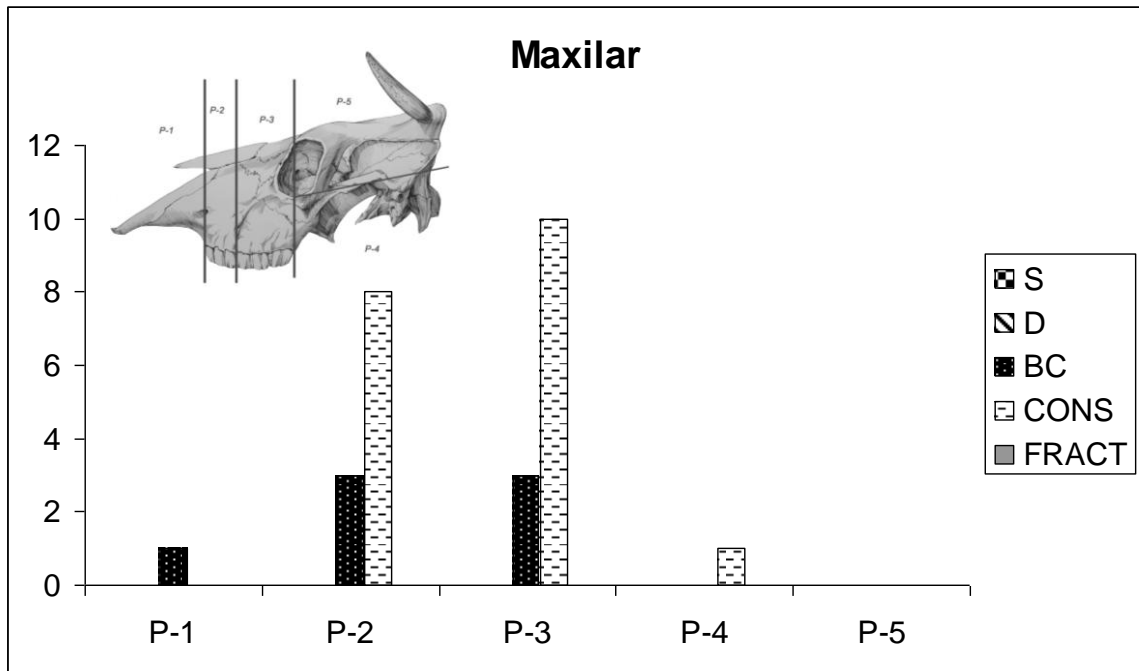 Maxilar
P-1
P-2
P-3
P-5
P-4
12
10
8
6
4
2
0
P-1 P-2 P-3 P-4 P-5
S
D
BC
CONS
FRACT